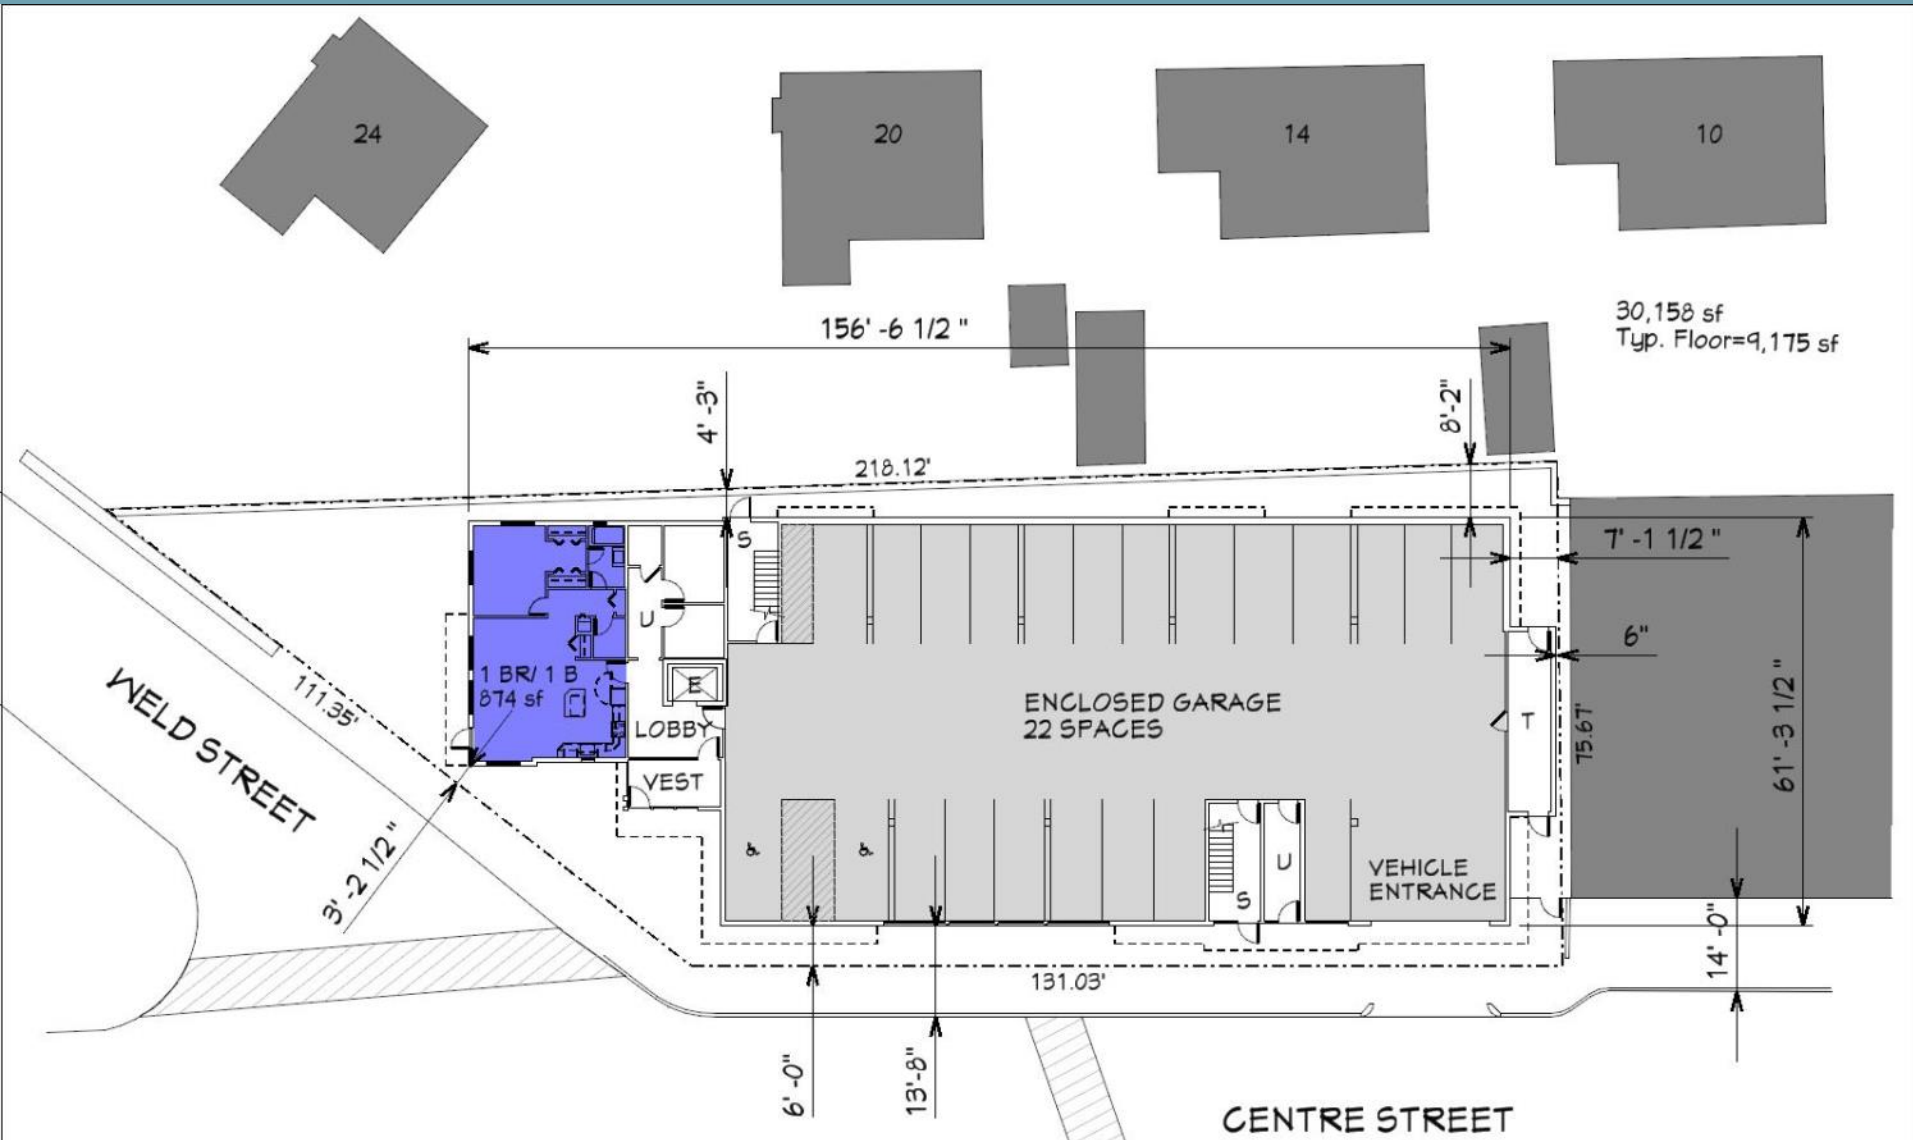 24
20
14
10
30,158 sf
Typ. Floor=9,175 sf
156' -6 1/2 "
4' -3"
8'-2"
218.12'
7' -1 1/2 "
S
U
6"
1 BR/ 1 B
874 sf
E
LOBBY
ENCLOSED GARAGE
22 SPACES
T
75.67'
61' -3 1/2 "
111.35'
WELD STREET
VEST
3' -2 1/2 "
VEHICLE
ENTRANCE
U
S
14' -0"
131.03'
6' -0"
13'-8"
CENTRE STREET